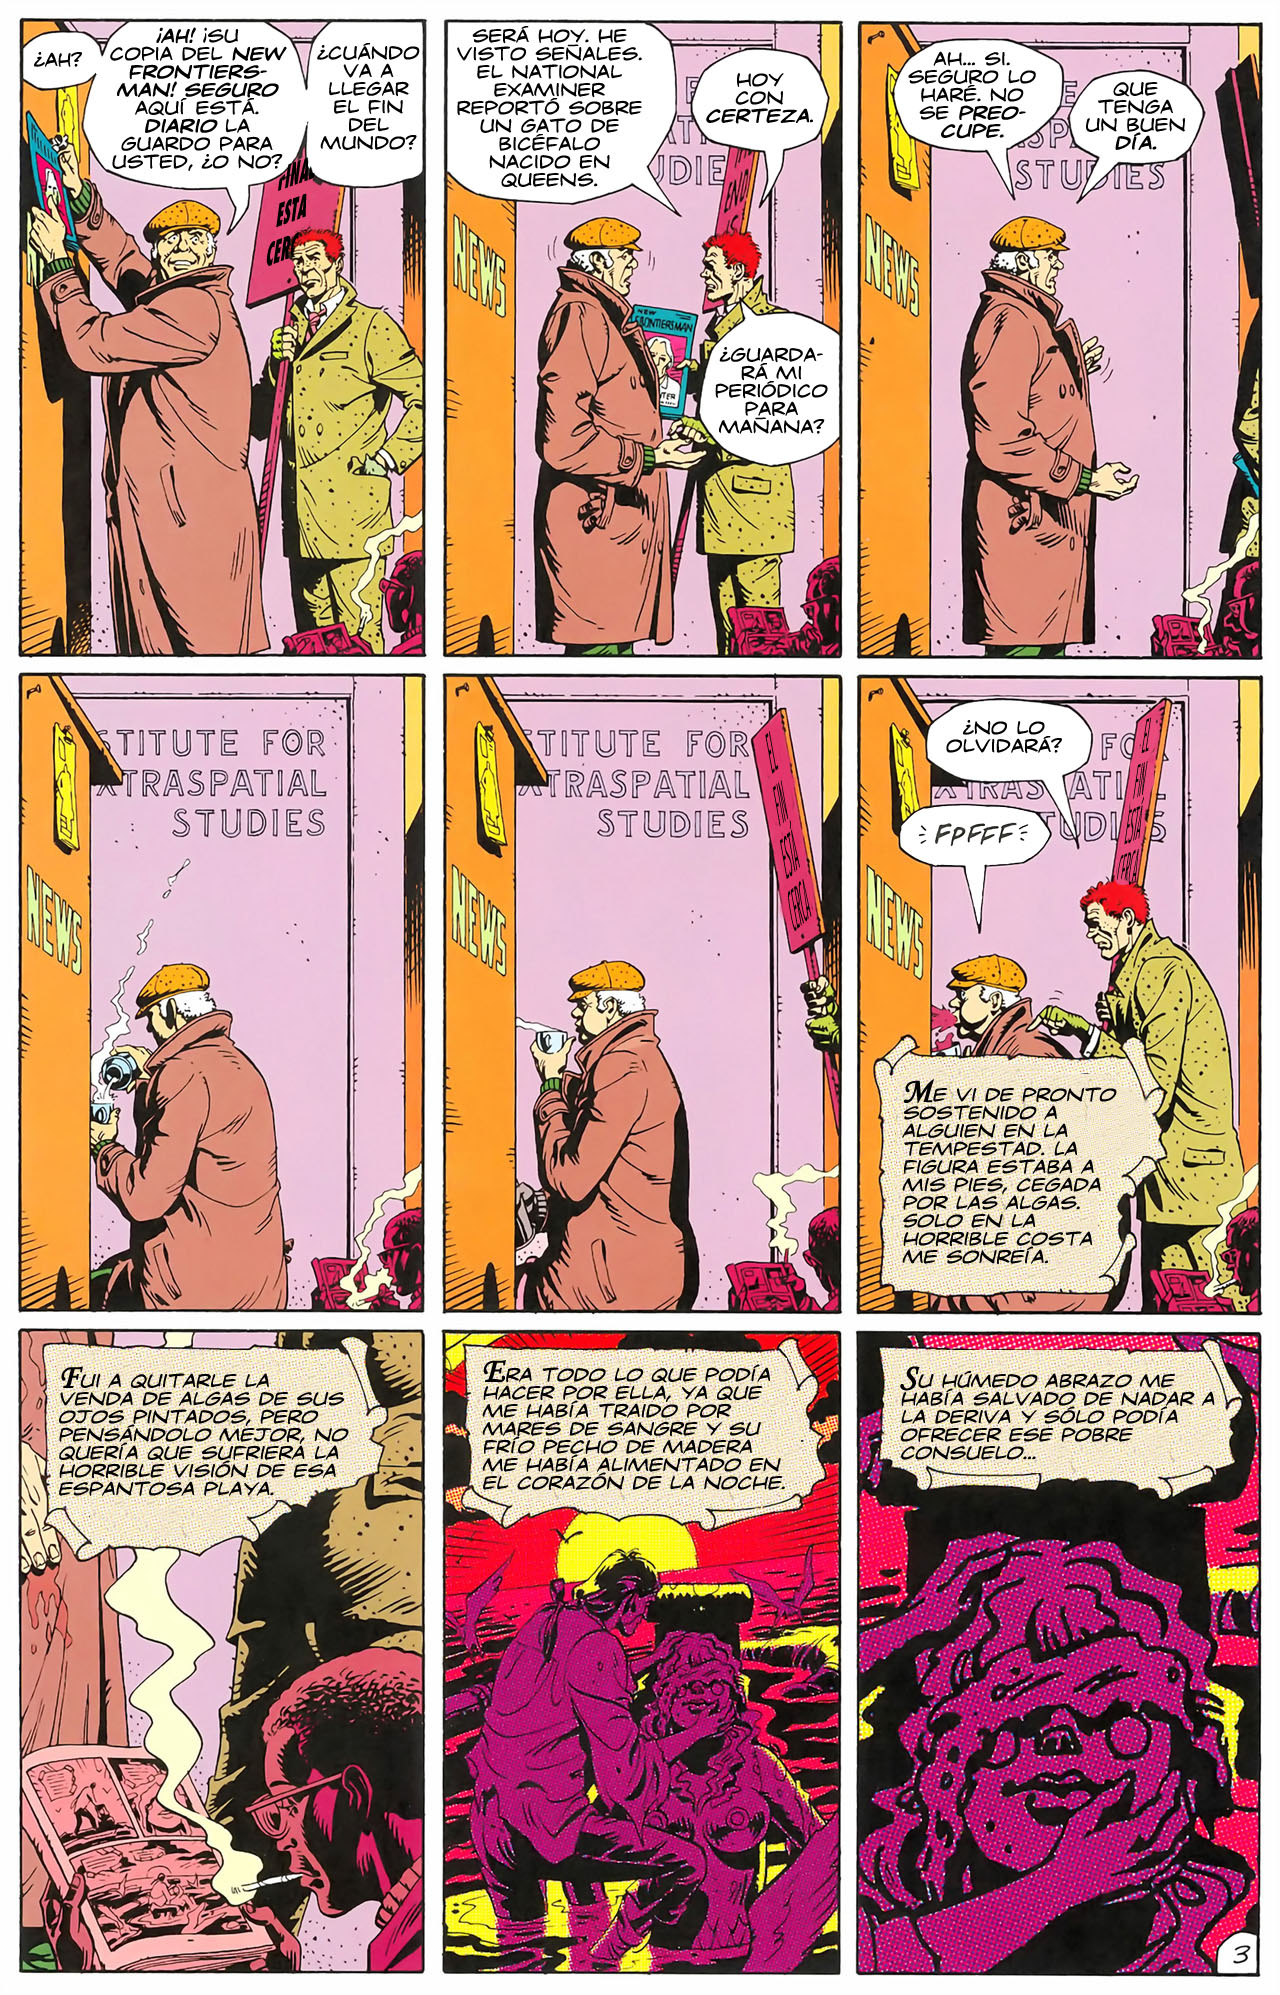 ¿AH?
¡AH! ¡SU
COPIA DEL NEW
FRONTIERS-
MAN! SEGURO
AQUÍ ESTÁ.
DIARIO LA
GUARDO PARA
USTED, ¿O NO?
¿CUÁNDO
VA A
LLEGAR
EL FIN
DEL
MUNDO?
FINAL
ESTA
SERÁ HOY. HE
VISTO SEÑALES.
EL NATIONAL
EXAMINER
REPORTÓ SOBRE
UN GATO DE
BICÉFALO
NACIDO EN
QUEENS.
HOY
CON
CERTEZA.
¿GUARDA-
RÁ MI
PERIÓDICO
PARA
MAÑANA?
NEWS
NEW
FRONTIERSMAN
IS
AH... SI.
SEGURO LO
HARÉ. NO
SE PREO-
CUPE.
QUE
TENGA
UN BUEN
DÍA.
STUDIES
NEWS
STITUTE FOR
XTRASPATIAL
STUDIES
NEWS
STITUTE FOR
XTRASPATIAL
STUDIES
NEWS
EL
FIN
ESTÁ
CERCA
¿NO LO
OLVIDARÁ?
FPFFF
EL
FIN
ESTÁ
CERCA
NEWS
ME VI DE PRONTO
SOSTENIDO A
ALGUIEN EN LA
TEMPESTAD. LA
FIGURA ESTABA A
MIS PIES, CEGADA
POR LAS ALGAS.
SOLO EN LA
HORRIBLE COSTA
ME SONREÍA.
FUI A QUITARLE LA
VENDA DE ALGAS DE SUS
OJOS PINTADOS, PERO
PENSÁNDOLO MEJOR, NO
QUERÍA QUE SUFRIERA LA
HORRIBLE VISIÓN DE ESA
ESPANTOSA PLAYA.
ERA TODO LO QUE PODÍA
HACER POR ELLA, YA QUE
ME HABÍA TRAIDO POR
MARES DE SANGRE Y SU
FRÍO PECHO DE MADERA
ME HABÍA ALIMENTADO EN
EL CORAZÓN DE LA NOCHE.
SU HÚMEDO ABRAZO ME
HABÍA SALVADO DE NADAR A
LA DERIVA Y SÓLO PODÍA
OFRECER ESE POBRE
CONSUELO...
3